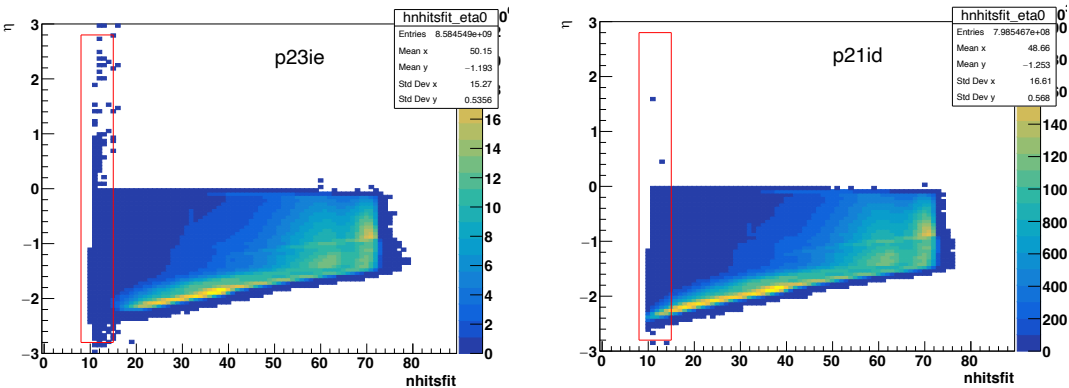 η
3
2
1
0
−1
−2
−3
0 10 20 30 40 50 60 70 80
nhitsfit
p23ie
hnhitsfit_eta0
Entries 8.584549e+09
Mean x 50.15
Mean y −1.193
Std Dev x 15.27
Std Dev y 0.5356
16
14
12
10
8
6
4
2
0
η
3
2
1
0
−1
−2
−3
0 10 20 30 40 50 60 70 80
nhitsfit
p21id
hnhitsfit_eta0
Entries 7.985467e+08
Mean x 48.66
Mean y −1.253
Std Dev x 16.61
Std Dev y 0.568
140
120
1000
800
600
400
200
0